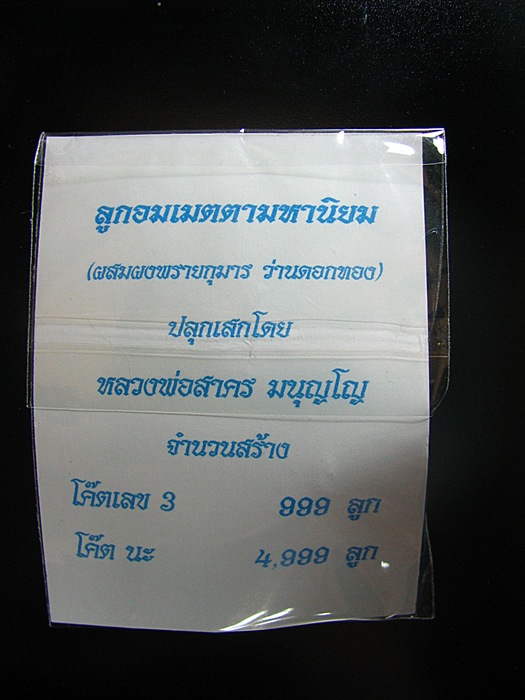 ลูกอมเมตตามหานิยม
(ผสมผงพรายกุมาร ว่านดอกทอง)
ปลุกเสกโดย
หลวงพ่อสาคร มนุญฺโญ
จำนวนสร้าง
โค๊ตเลข 3 999 ลูก
โค๊ต นะ 4,999 ลูก